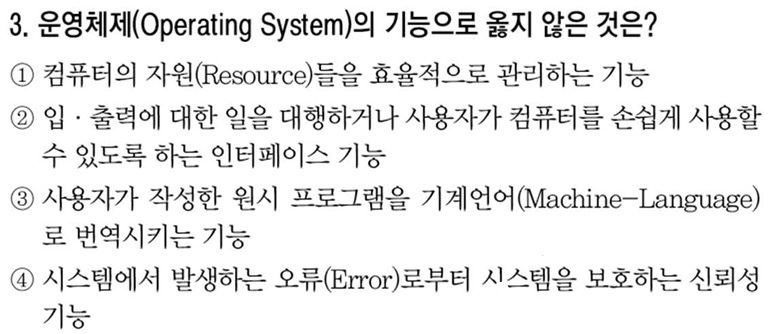 3. 운영체제(Operating System)의 기능으로 옳지 않은 것은?
① 컴퓨터의 자원(Resource)들을 효율적으로 관리하는 기능
② 입 · 출력에 대한 일을 대행하거나 사용자가 컴퓨터를 손쉽게 사용할
수 있도록 하는 인터페이스 기능
③ 사용자가 작성한 원시 프로그램을 기계언어(Machine-Language)
로 번역시키는 기능
④ 시스템에서 발생하는 오류(Error)로부터 시스템을 보호하는 신뢰성
기능